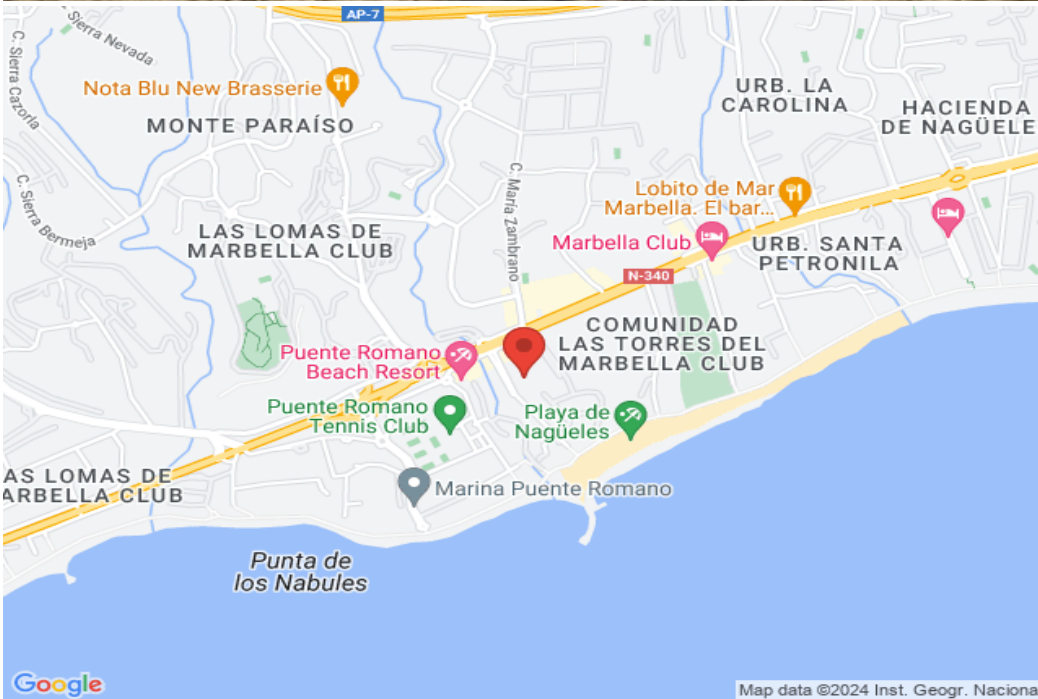 AP-7
C. Sierra Nevada
C. Sierra Cazorla
Nota Blu New Brasserie
MONTE PARAÍSO
URB. LA
CAROLINA
HACIENDA
DE NAGÜELE
C. María Zambrano
C. Sierra Bermeja
Lobito de Mar
Marbella. El bar...
LAS LOMAS DE
MARBELLA CLUB
Marbella Club
URB. SANTA
PETRONILA
N-340
COMUNIDAD
LAS TORRES DEL
MARBELLA CLUB
Puente Romano
Beach Resort
Puente Romano
Tennis Club
Playa de
Nagüeles
AS LOMAS DE
ARBELLA CLUB
Marina Puente Romano
Punta de
los Nabules
Google
Map data ©2024 Inst. Geogr. Naciona